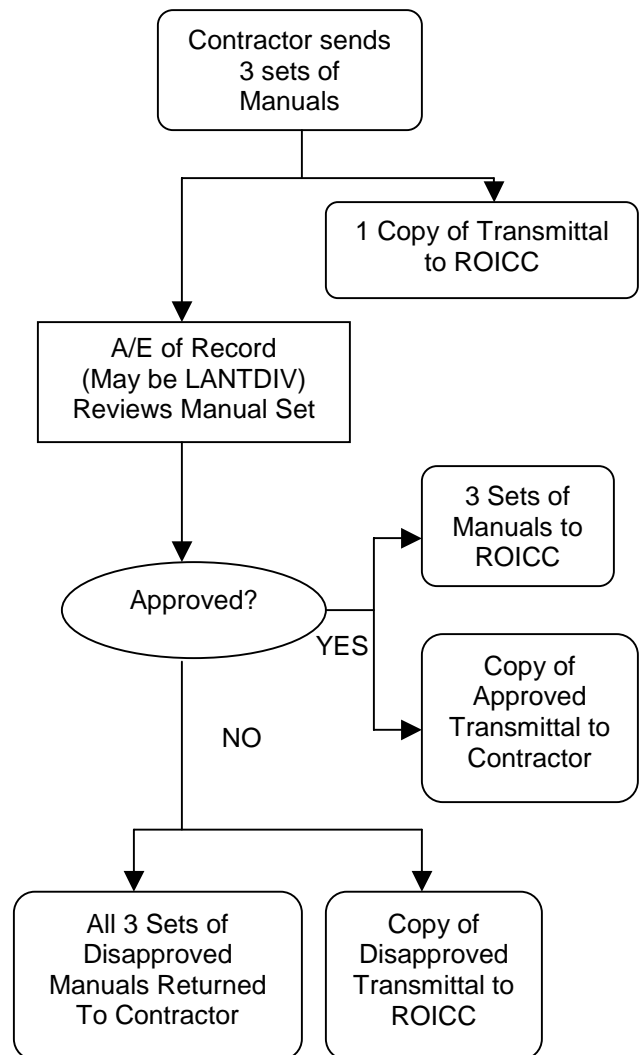 Contractor sends
3 sets of
Manuals
1 Copy of Transmittal
to ROICC
A/E of Record
(May be LANTDIV)
Reviews Manual Set
3 Sets of
Manuals to
ROICC
Approved?
YES
Copy of
Approved
Transmittal to
Contractor
NO
All 3 Sets of
Disapproved
Manuals Returned
To Contractor
Copy of
Disapproved
Transmittal to
ROICC